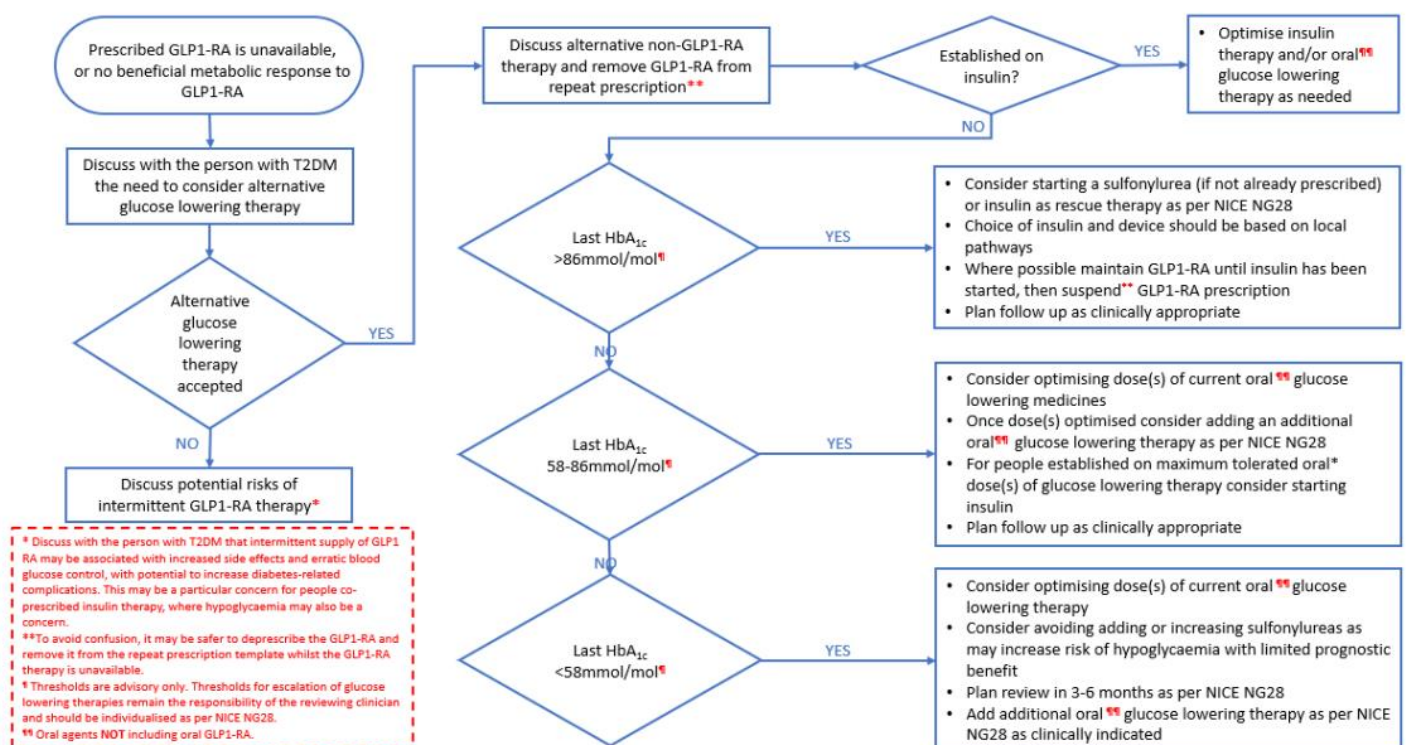 Prescribed GLP1-RA is unavailable,
or no beneficial metabolic response to
GLP1-RA
Discuss with the person with T2DM
the need to consider alternative
glucose lowering therapy
Alternative
glucose
lowering
therapy
accepted
YES
NO
Discuss potential risks of
intermittent GLP1-RA therapy*
* Discuss with the person with T2DM that intermittent supply of GLP1
RA may be associated with increased side effects and erratic blood
glucose control, with potential to increase diabetes-related
complications. This may be a particular concern for people co-
prescribed insulin therapy, where hypoglycaemia may also be a
concern.
**To avoid confusion, it may be safer to deprescribe the GLP1-RA and
remove it from the repeat prescription template whilst the GLP1-RA
therapy is unavailable.
¶ Thresholds are advisory only. Thresholds for escalation of glucose
lowering therapies remain the responsibility of the reviewing clinician
and should be individualised as per NICE NG28.
¶¶ Oral agents NOT including oral GLP1-RA.
Discuss alternative non-GLP1-RA
therapy and remove GLP1-RA from
repeat prescription**
Established on
insulin?
YES
• Optimise insulin
therapy and/or oral¶¶
glucose lowering
therapy as needed
NO
Last HbA1c
>86mmol/mol¶
YES
• Consider starting a sulfonylurea (if not already prescribed)
or insulin as rescue therapy as per NICE NG28
• Choice of insulin and device should be based on local
pathways
• Where possible maintain GLP1-RA until insulin has been
started, then suspend** GLP1-RA prescription
• Plan follow up as clinically appropriate
NO
Last HbA1c
58-86mmol/mol¶
YES
• Consider optimising dose(s) of current oral ¶¶ glucose
lowering medicines
• Once dose(s) optimised consider adding an additional
oral¶¶ glucose lowering therapy as per NICE NG28
• For people established on maximum tolerated oral*
dose(s) of glucose lowering therapy consider starting
insulin
• Plan follow up as clinically appropriate
NO
Last HbA1c
<58mmol/mol¶
YES
• Consider optimising dose(s) of current oral ¶¶ glucose
lowering therapy
• Consider avoiding adding or increasing sulfonylureas as
may increase risk of hypoglycaemia with limited prognostic
benefit
• Plan review in 3-6 months as per NICE NG28
• Add additional oral ¶¶ glucose lowering therapy as per NICE
NG28 as clinically indicated